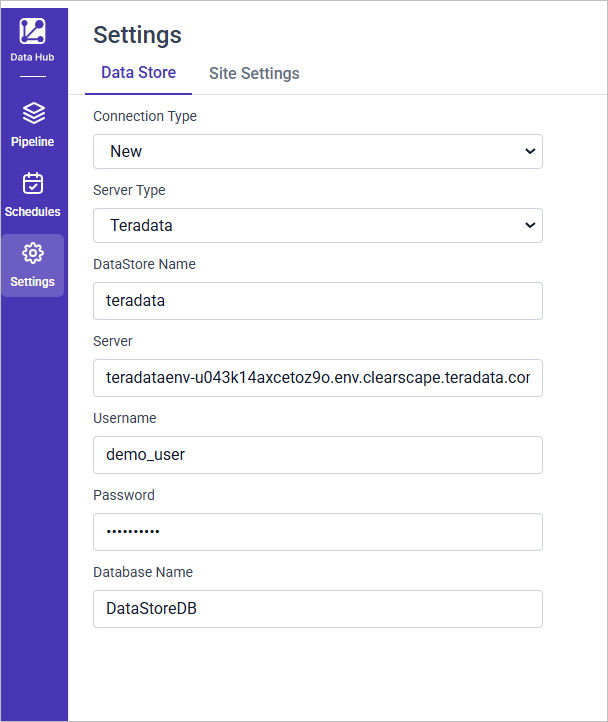 Data Hub
Pipeline
Schedules
Settings
Settings
Data Store Site Settings
Connection Type
New
Server Type
Teradata
DataStore Name
teradata
Server
teradataenv-u043k14axcetoz9o.env.clearscape.teradata.com
Username
demo_user
Password
••••••••••
Database Name
DataStoreDB